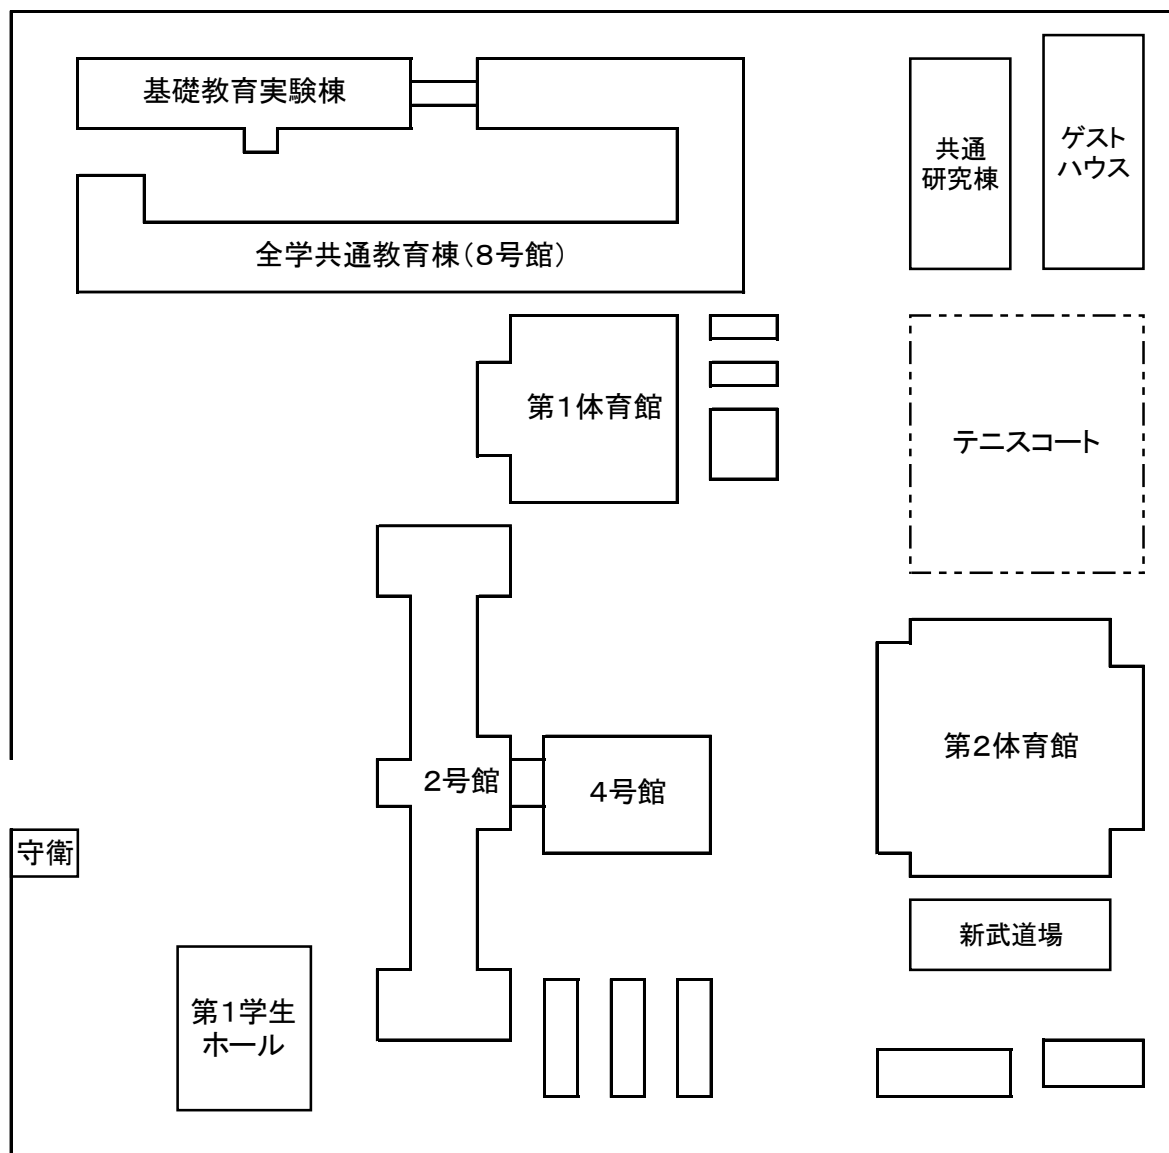 基礎教育実験棟
共通
研究棟
ゲスト
ハウス
全学共通教育棟（８号館）
第１体育館
テニスコート
第２体育館
２号館
４号館
守衛
新武道場
第１学生
ホール